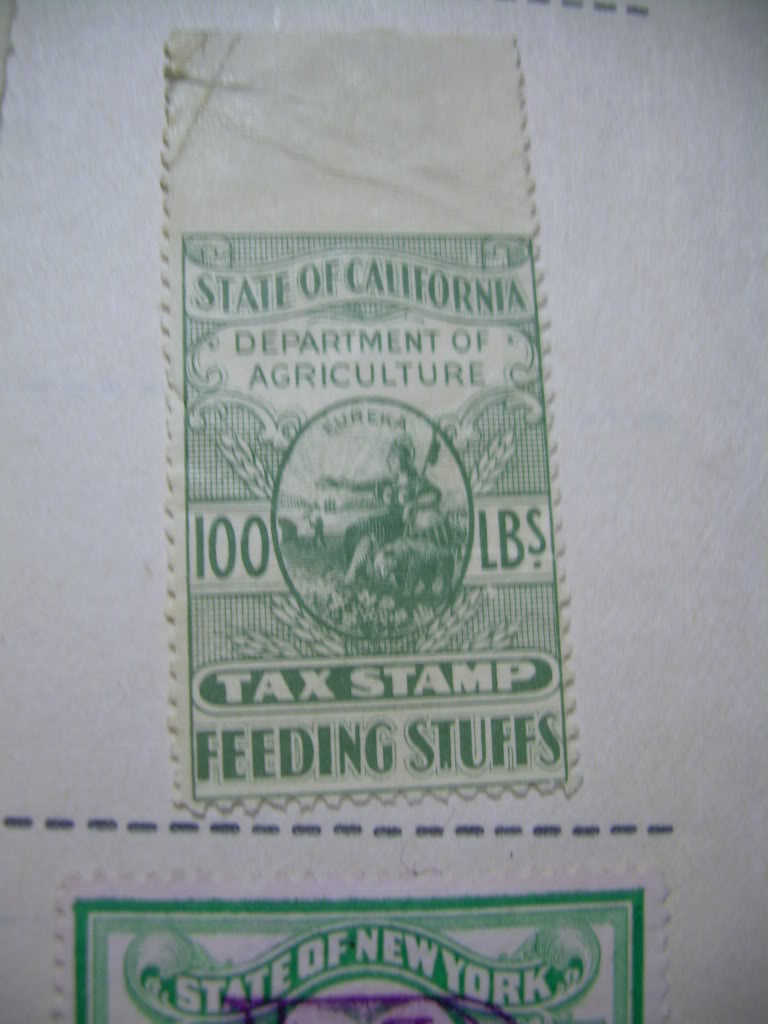 STATE OF CALIFORNIA
DEPARTMENT OF
AGRICULTURE
EUREKA
100 LBS.
TAX STAMP
FEEDING STUFFS
STATE OF NEW YORK